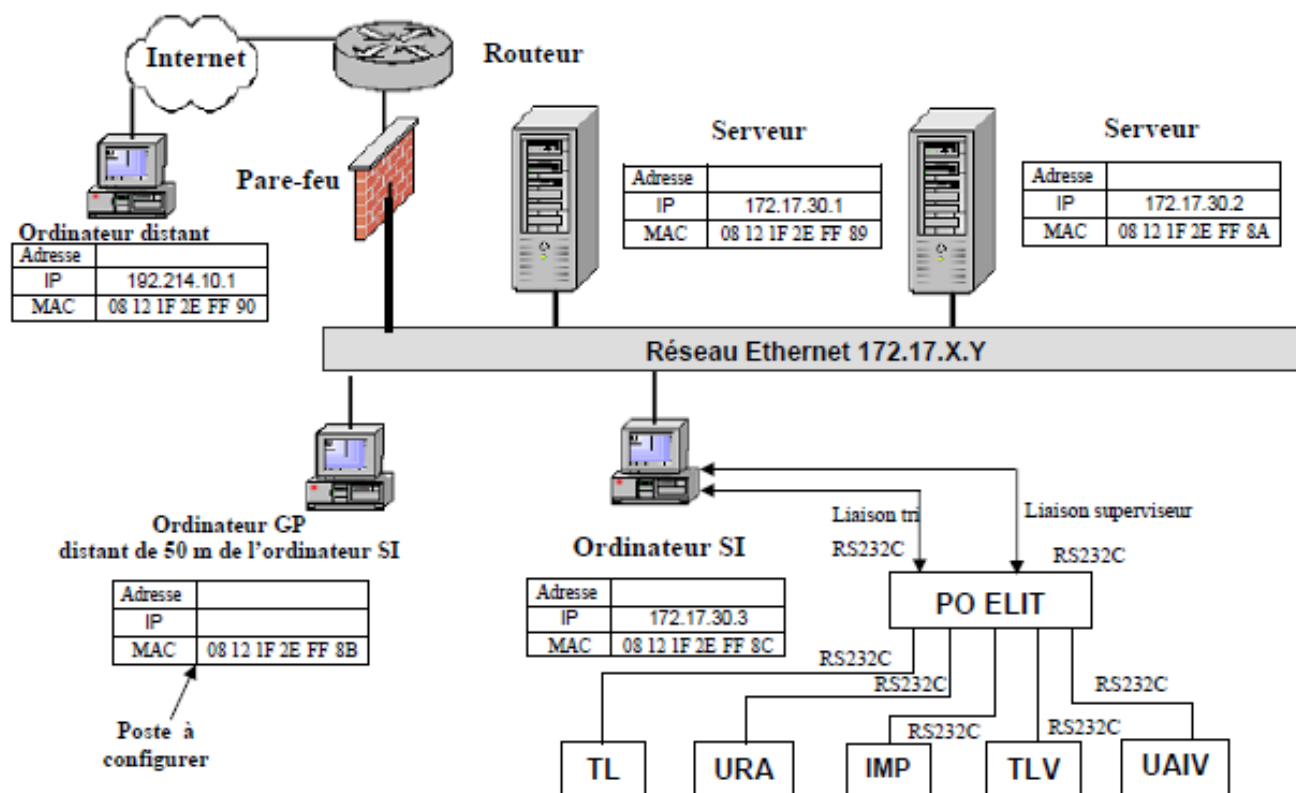 Internet
Routeur
Pare-feu
Ordinateur distant
Adresse
IP 192.214.10.1
MAC 08 12 1F 2E FF 90
Serveur
Adresse
IP 172.17.30.1
MAC 08 12 1F 2E FF 89
Serveur
Adresse
IP 172.17.30.2
MAC 08 12 1F 2E FF 8A
Réseau Ethernet 172.17.X.Y
Ordinateur GP
distant de 50 m de l'ordinateur SI
Adresse
IP
MAC 08 12 1F 2E FF 8B
Poste à
configurer
Ordinateur SI
Adresse
IP 172.17.30.3
MAC 08 12 1F 2E FF 8C
Liaison tri
RS232C
Liaison superviseur
RS232C
PO ELIT
RS232C
RS232C
RS232C
RS232C
RS232C
TL
URA
IMP
TLV
UAIV